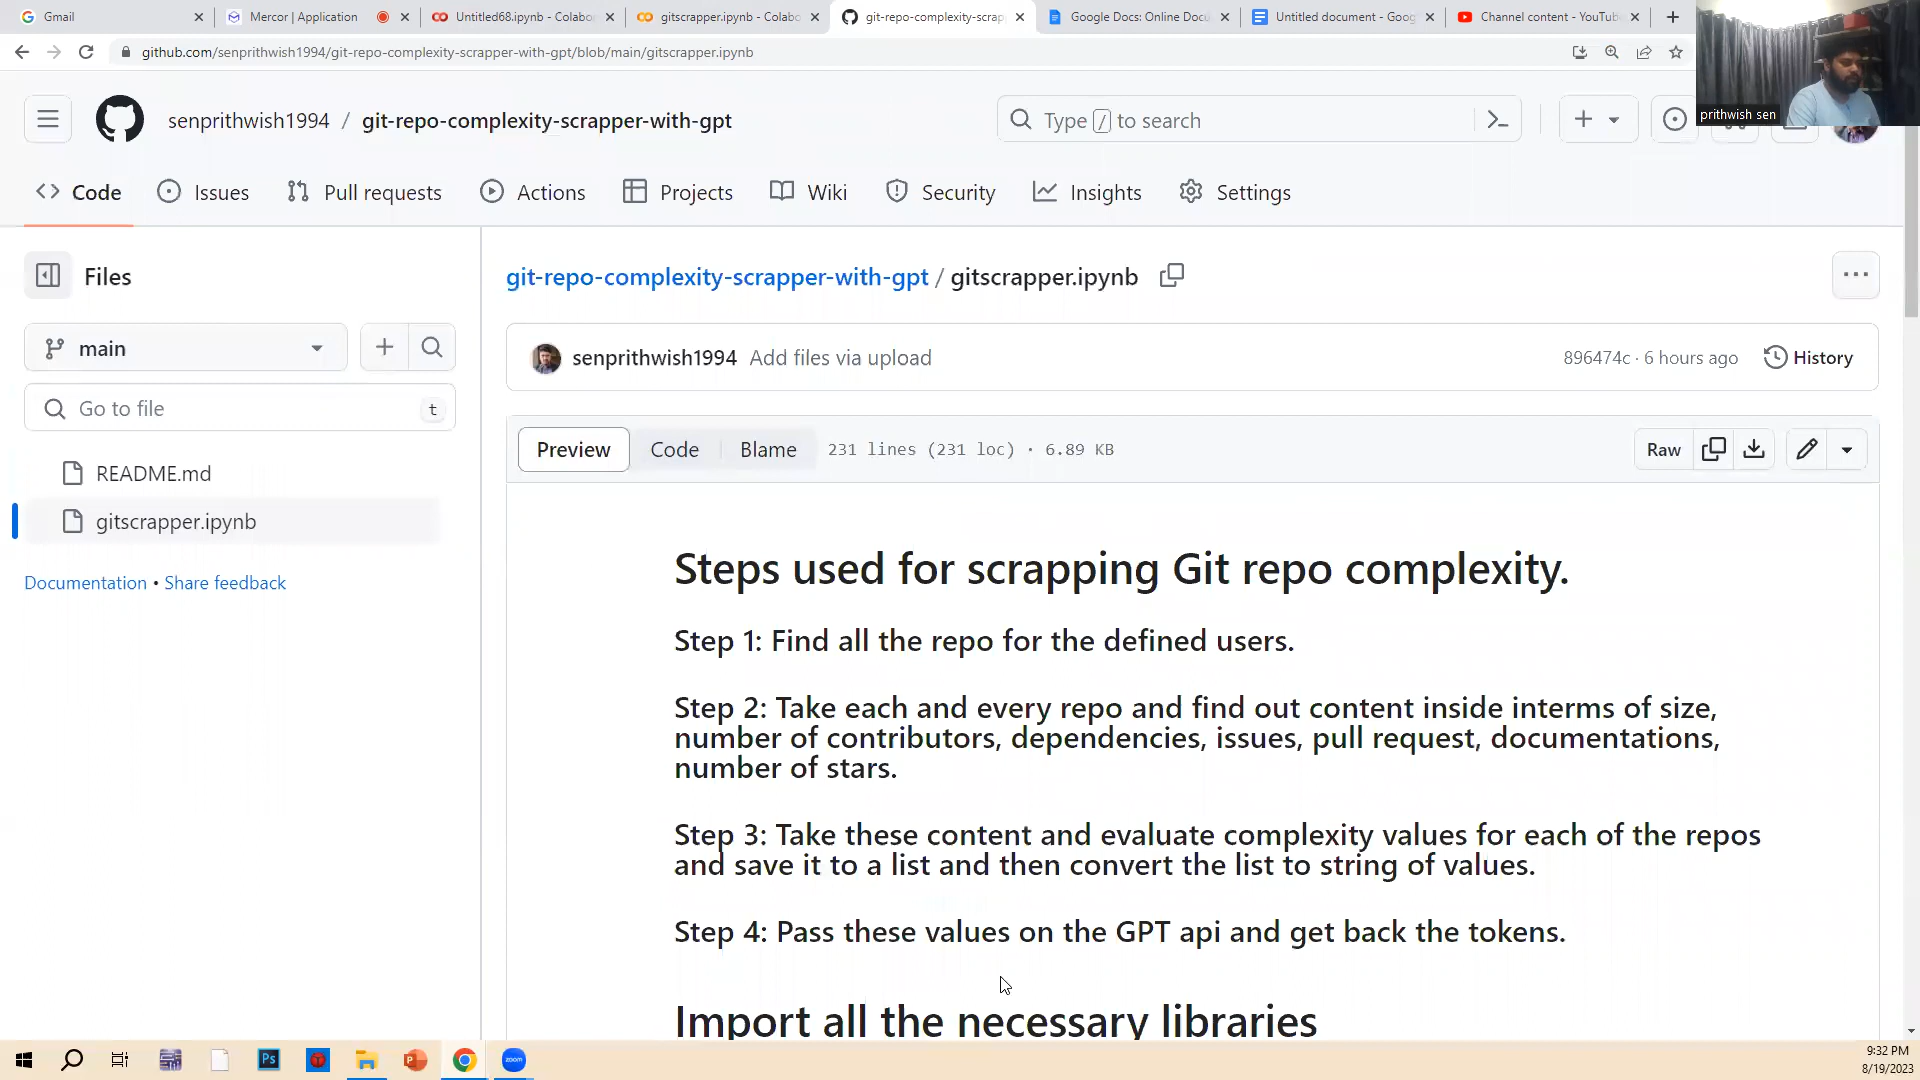 Gmail
Mercor | Application
Untitled68.ipynb - Colabo
gitscrapper.ipynb - Colabo
git-repo-complexity-scrap
Google Docs: Online Docu
Untitled document - Goog
Channel content - YouTub
github.com/senprithwish1994/git-repo-complexity-scrapper-with-gpt/blob/main/gitscrapper.ipynb
prithwish sen
senprithwish1994 / git-repo-complexity-scrapper-with-gpt
Type / to search
Code
Issues
Pull requests
Actions
Projects
Wiki
Security
Insights
Settings
Files
main
Go to file
t
README.md
gitscrapper.ipynb
Documentation • Share feedback
git-repo-complexity-scrapper-with-gpt / gitscrapper.ipynb
senprithwish1994 Add files via upload
896474c · 6 hours ago
History
Preview
Code
Blame
231 lines (231 loc) · 6.89 KB
Raw
Steps used for scrapping Git repo complexity.
Step 1: Find all the repo for the defined users.
Step 2: Take each and every repo and find out content inside interms of size,
number of contributors, dependencies, issues, pull request, documentations,
number of stars.
Step 3: Take these content and evaluate complexity values for each of the repos
and save it to a list and then convert the list to string of values.
Step 4: Pass these values on the GPT api and get back the tokens.
Import all the necessary libraries
Ps
zoom
9:32 PM
8/19/2023